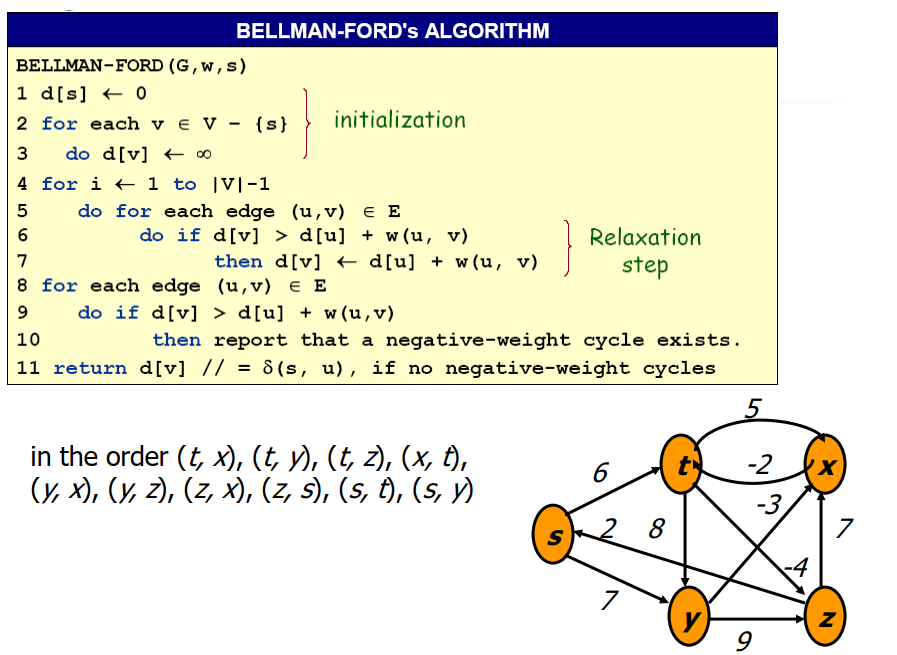 BELLMAN-FORD's ALGORITHM
BELLMAN-FORD(G,w,s)
1 d[s] ← 0
2 for each v ∈ V - {s}
initialization
3 do d[v] ← ∞
4 for i ← 1 to |V|-1
5 do for each edge (u,v) ∈ E
6 do if d[v] > d[u] + w(u, v)
Relaxation
7 then d[v] ← d[u] + w(u, v)
step
8 for each edge (u,v) ∈ E
9 do if d[v] > d[u] + w(u,v)
10 then report that a negative-weight cycle exists.
11 return d[v] // = δ(s, u), if no negative-weight cycles
in the order (t, x), (t, y), (t, z), (x, t),
(y, x), (y, z), (z, x), (z, s), (s, t), (s, y)
5
6
t
-2
x
-3
s
2
8
7
-4
7
y
z
9